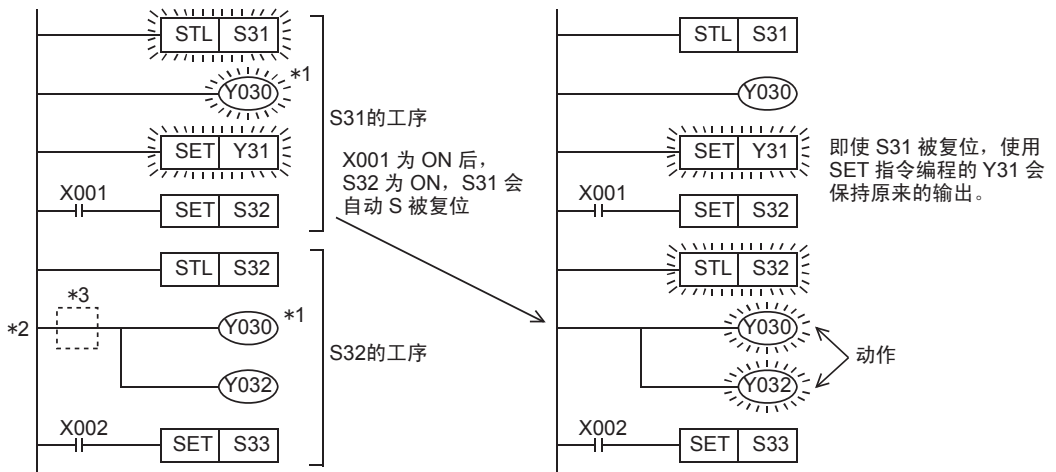 STL S31
Y030 *1
SET Y31
X001 SET S32
S31的工序
X001 为 ON 后，
S32 为 ON，S31 会
自动 S 被复位
STL S32
*3
*2 Y030 *1
Y032
S32的工序
X002 SET S33
STL S31
Y030
SET Y31
即使 S31 被复位，使用
SET 指令编程的 Y31 会
保持原来的输出。
X001 SET S32
STL S32
Y030
动作
Y032
X002 SET S33